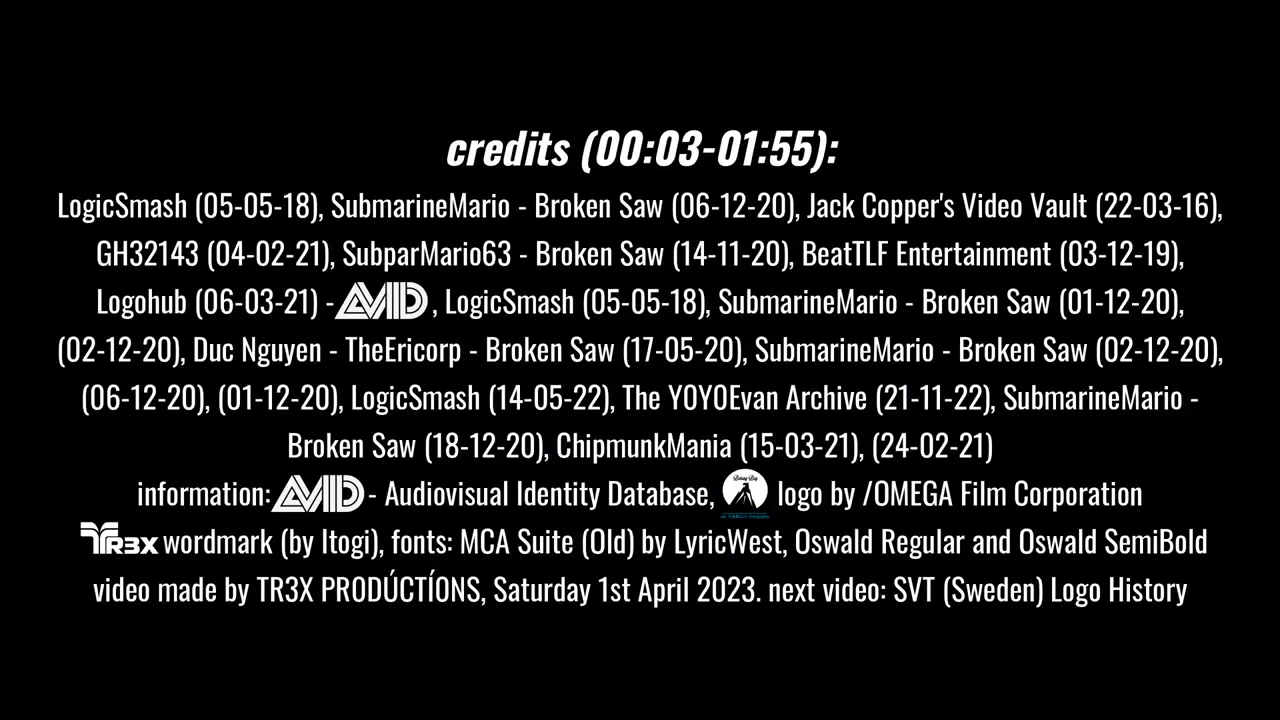 credits (00:03-01:55):
LogicSmash (05-05-18), SubmarineMario - Broken Saw (06-12-20), Jack Copper's Video Vault (22-03-16),
GH32143 (04-02-21), SubparMario63 - Broken Saw (14-11-20), BeatTLF Entertainment (03-12-19),
Logohub (06-03-21) - AVID, LogicSmash (05-05-18), SubmarineMario - Broken Saw (01-12-20),
(02-12-20), Duc Nguyen - TheEricorp - Broken Saw (17-05-20), SubmarineMario - Broken Saw (02-12-20),
(06-12-20), (01-12-20), LogicSmash (14-05-22), The YOYOEvan Archive (21-11-22), SubmarineMario -
Broken Saw (18-12-20), ChipmunkMania (15-03-21), (24-02-21)
information: AVID - Audiovisual Identity Database, logo by /OMEGA Film Corporation
TR3X wordmark (by Itogi), fonts: MCA Suite (Old) by LyricWest, Oswald Regular and Oswald SemiBold
video made by TR3X PRODÚCTÍONS, Saturday 1st April 2023. next video: SVT (Sweden) Logo History